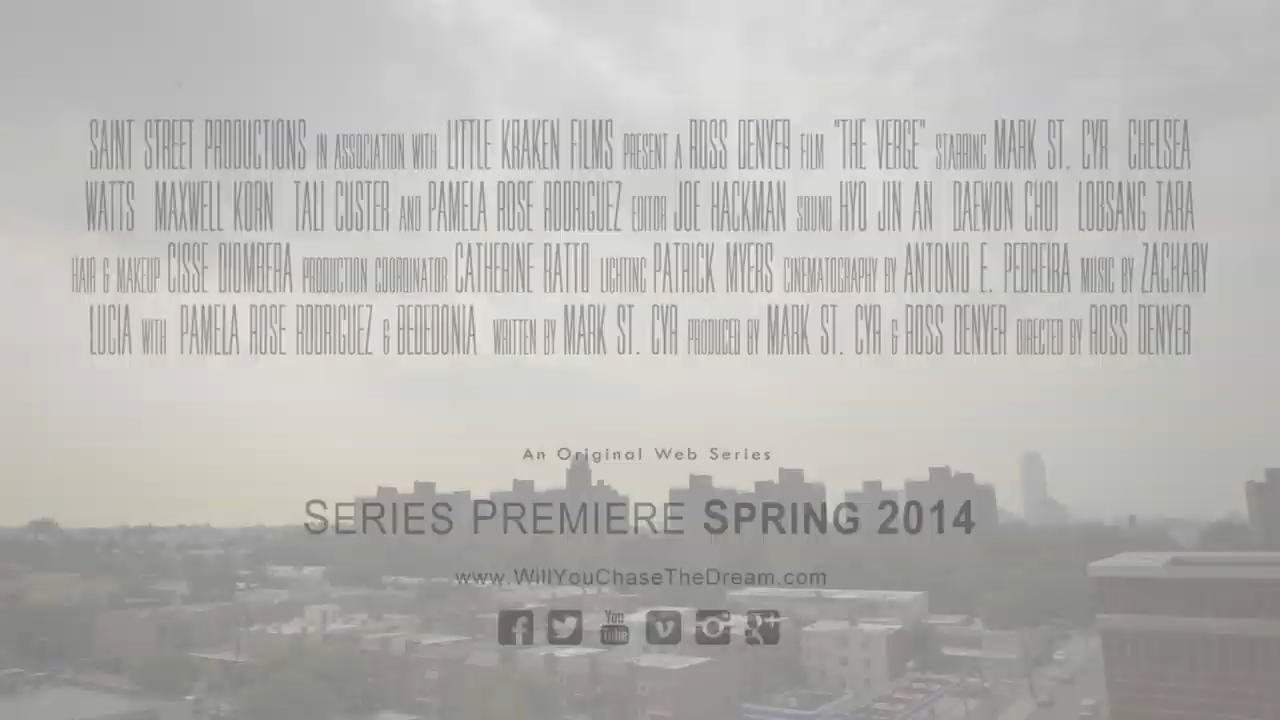 SAINT STREET PRODUCTIONS IN ASSOCIATION WITH LITTLE KRAKEN FILMS PRESENT A ROSS DENYER FILM "THE VERGE" STARRING MARK ST. CYR CHELSEA
WATTS MAXWELL KORN TALI CUSTER AND PAMELA ROSE RODRIGUEZ EDITOR JOE HACKMAN SOUND HYO JIN AN DAEWON CHOI LOBSANG TARA
HAIR & MAKEUP CISSE DIOMBERA PRODUCTION COORDINATOR CATHERINE RATTO LIGHTING PATRICK MYERS CINEMATOGRAPHY BY ANTONIO E. PEDREIRA MUSIC BY ZACHARY
LUCIA WITH PAMELA ROSE RODRIGUEZ & BEDEDONIA WRITTEN BY MARK ST. CYR PRODUCED BY MARK ST. CYR & ROSS DENYER DIRECTED BY ROSS DENYER
An Original Web Series
SERIES PREMIERE SPRING 2014
www.WillYouChaseTheDream.com
f You Tube v g+